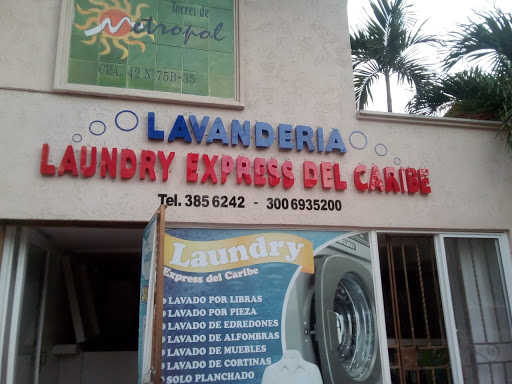 Torres de
Metropol
CRA. 42 Nº 75B-35
LAVANDERIA
LAUNDRY EXPRESS DEL CARIBE
Tel. 385 6242 - 300 6935200
Laundry
Express del Caribe
LAVADO POR LIBRAS
LAVADO POR PIEZA
LAVADO DE EDREDONES
LAVADO DE ALFOMBRAS
LAVADO DE MUEBLES
LAVADO DE CORTINAS
SOLO PLANCHADO